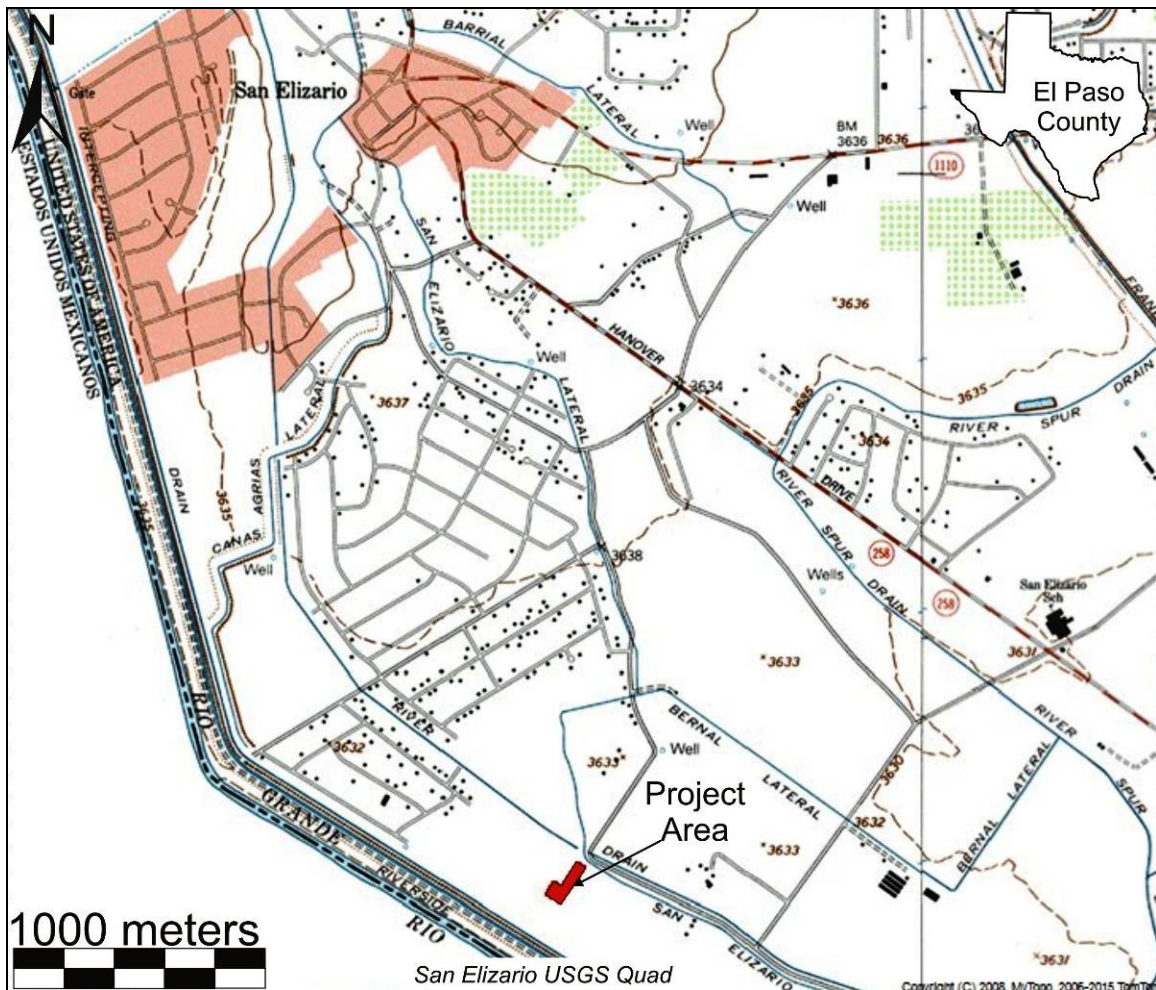 N
BARRIAL
LATERAL
San Elizario
Gate
INTERCEPTING
DRAIN
UNITED STATES OF AMERICA
ESTADOS UNIDOS MEXICANOS
El Paso
County
Well
BM
3636
3636
1110
Well
SAN
ELIZARIO
LATERAL
3636
HANOVER
DRIVE
Well
3634
3635
3635
RIVER
SPUR
DRAIN
3637
LATERAL
AGRIAS
CANAS
3635
3635
Well
3634
RIVER
SPUR
DRAIN
258
258
3638
Wells
San Elizario
Sch
3631
3633
RIVER
SPUR
BERNAL
LATERAL
RIVER
3632
3633
Well
3630
BERNAL
LATERAL
RIO
GRANDE
RIVERSIDE
RIO
Project
Area
3632
3633
DRAIN
SAN
ELIZARIO
3631
1000 meters
San Elizario USGS Quad
Copyright (C) 2008, MyTopo, 2006-2015 TomTom